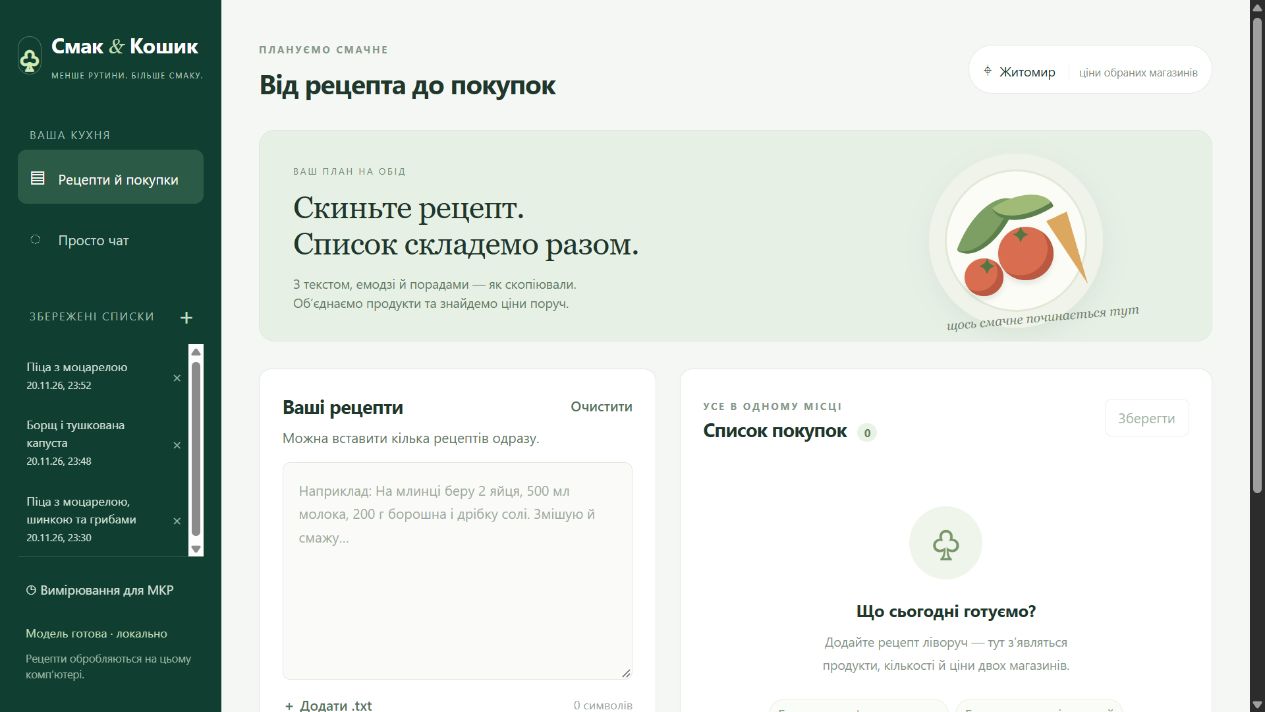 Смак & Кошик
МЕНШЕ РУТИНИ. БІЛЬШЕ СМАКУ.
ВАША КУХНЯ
Рецепти й покупки
Просто чат
ЗБЕРЕЖЕНІ СПИСКИ +
Піца з моцарелою
20.11.26, 23:52
Борщ і тушкована
капуста
20.11.26, 23:48
Піца з моцарелою,
шинкою та грибами
20.11.26, 23:30
Вимірювання для МКР
Модель готова · локально
Рецепти обробляються на цьому
комп'ютері.
ПЛАНУЄМО СМАЧНЕ
Від рецепта до покупок
Житомир ціни обраних магазинів
ВАШ ПЛАН НА ОБІД
Скиньте рецепт.
Список складемо разом.
З текстом, емодзі й порадами — як скопіювали.
Об'єднаємо продукти та знайдемо ціни поруч.
щось смачне починається тут
Ваші рецепти Очистити
Можна вставити кілька рецептів одразу.
Наприклад: На млинці беру 2 яйця, 500 мл
молока, 200 г борошна і дрібку солі. Змішую й
смажу...
+ Додати .txt 0 символів
УСЕ В ОДНОМУ МІСЦІ
Список покупок 0
Зберегти
Що сьогодні готуємо?
Додайте рецепт ліворуч — тут з'являться
продукти, кількості й ціни двох магазинів.